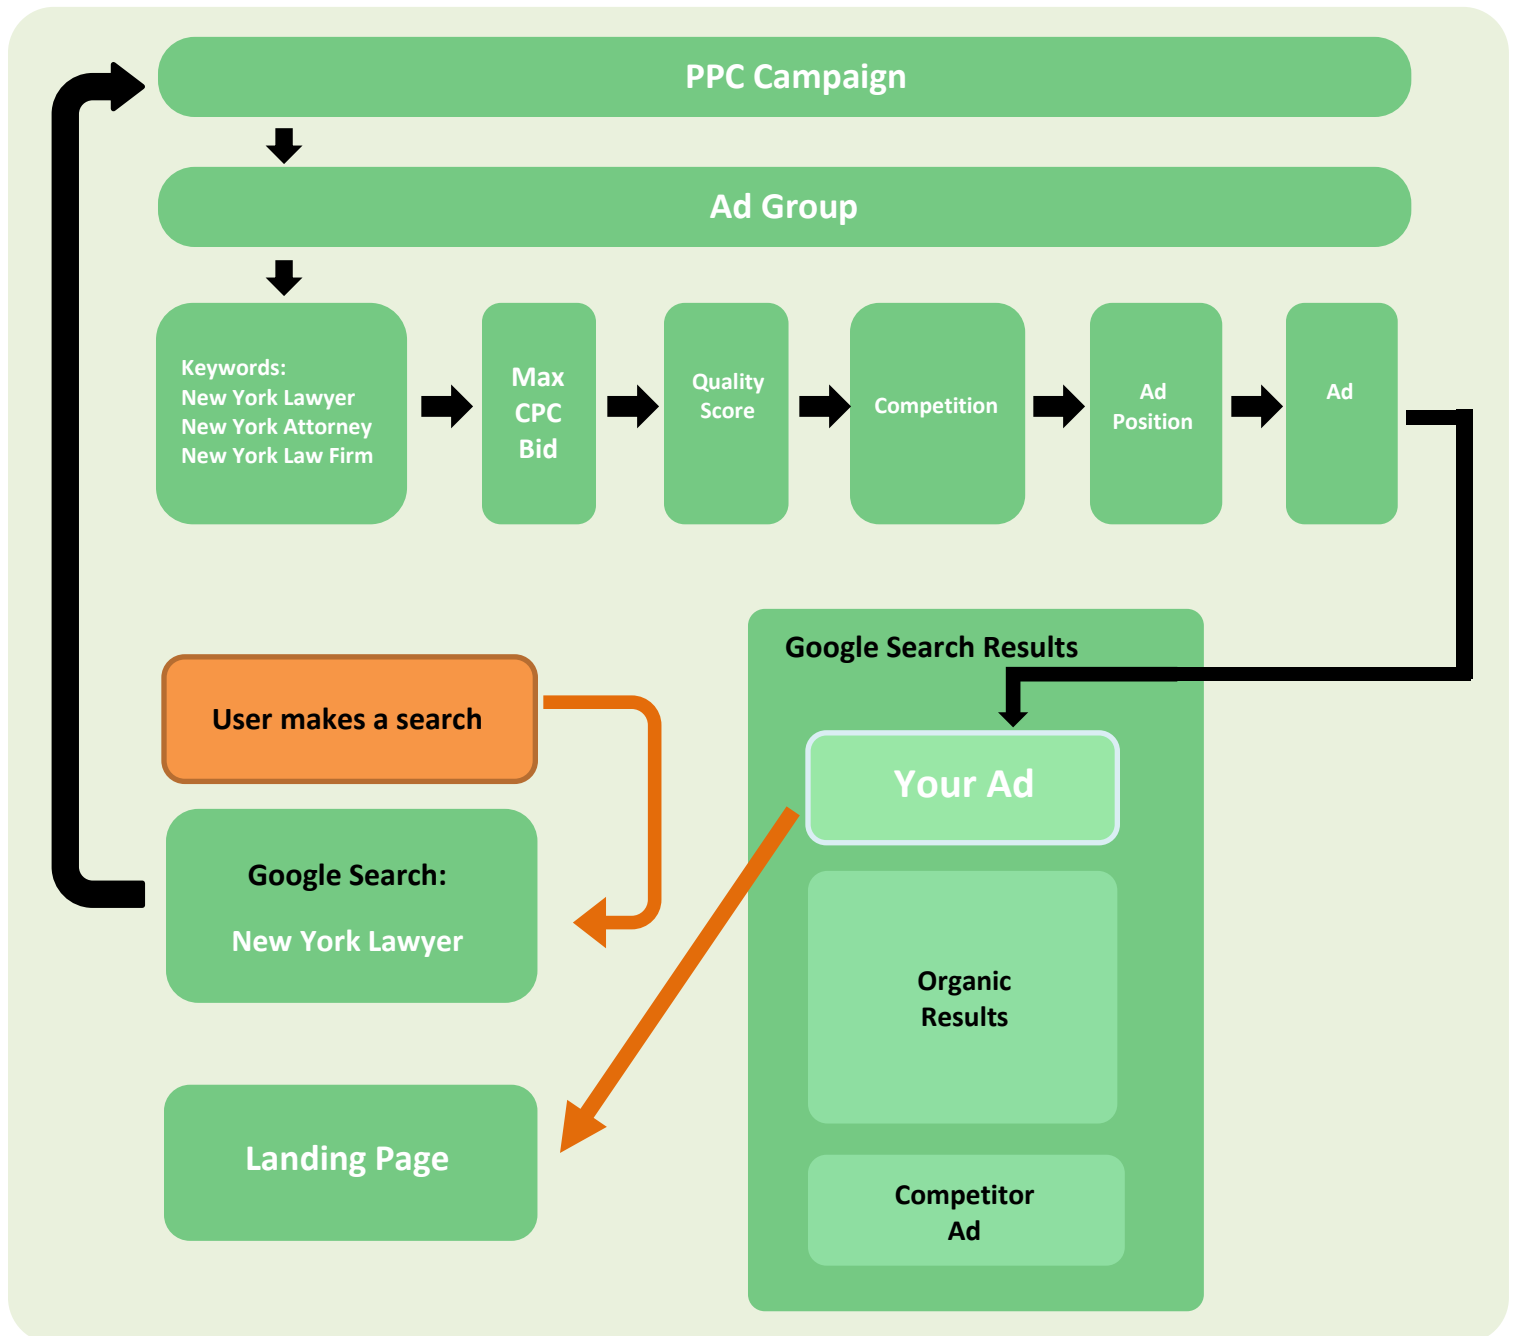 PPC Campaign
Ad Group
Keywords:
New York Lawyer
New York Attorney
New York Law Firm
Max
CPC
Bid
Quality
Score
Competition
Ad
Position
Ad
User makes a search
Google Search:
New York Lawyer
Landing Page
Google Search Results
Your Ad
Organic
Results
Competitor
Ad